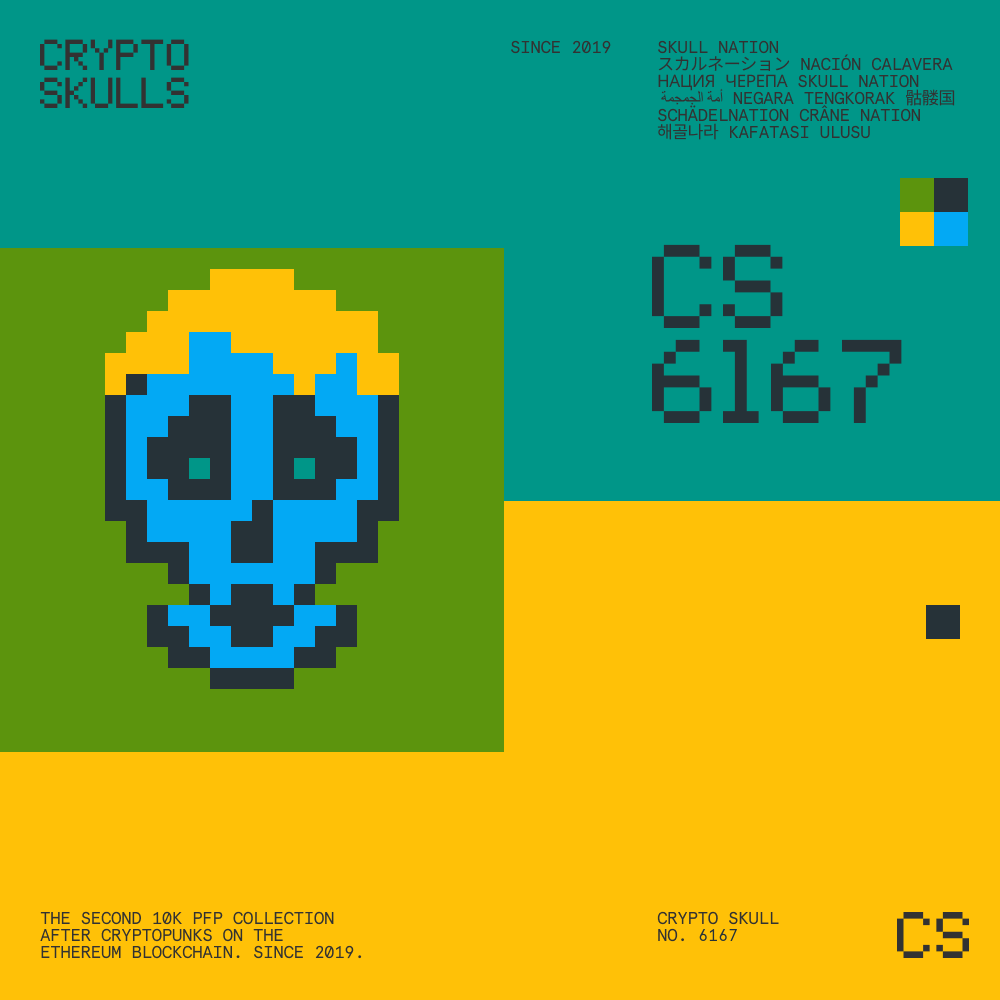 CRYPTO
SKULLS
SINCE 2019
SKULL NATION
スカルネーション NACIÓN CALAVERA
НАЦИЯ ЧЕРЕПА SKULL NATION
أمة الجمجمة NEGARA TENGKORAK 骷髅国
SCHÄDELNATION CRÂNE NATION
해골나라 KAFATASI ULUSU
CS
6167
THE SECOND 10K PFP COLLECTION
AFTER CRYPTOPUNKS ON THE
ETHEREUM BLOCKCHAIN. SINCE 2019.
CRYPTO SKULL
NO. 6167
CS